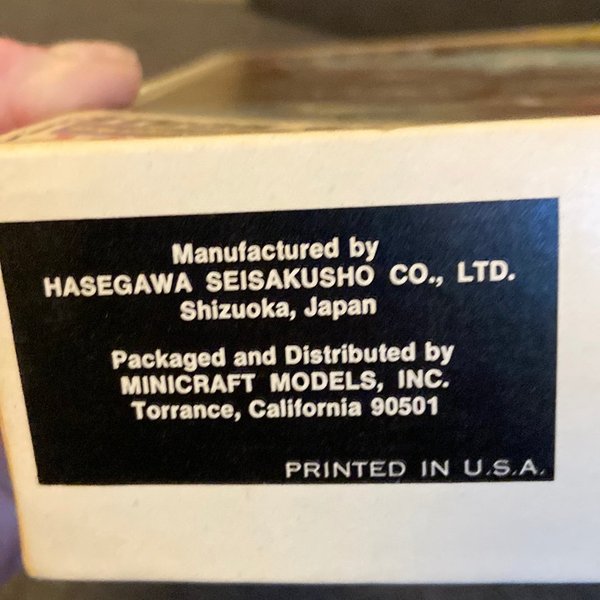 Manufactured by
HASEGAWA SEISAKUSHO CO., LTD.
Shizuoka, Japan
Packaged and Distributed by
MINICRAFT MODELS, INC.
Torrance, California 90501
PRINTED IN U.S.A.